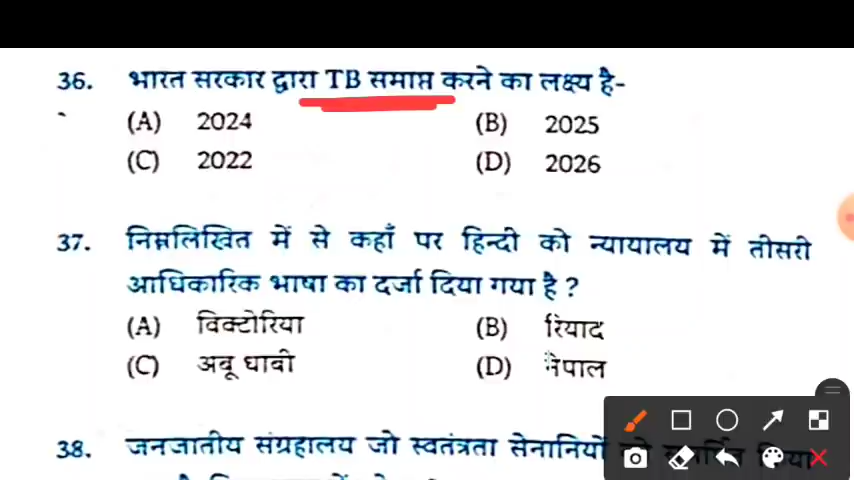 36. भारत सरकार द्वारा TB समाप्त करने का लक्ष्य है-
(A) 2024 (B) 2025
(C) 2022 (D) 2026
37. निम्नलिखित में से कहाँ पर हिन्दी को न्यायालय में तीसरी
आधिकारिक भाषा का दर्जा दिया गया है ?
(A) विक्टोरिया (B) रियाद
(C) अबू धाबी (D) नेपाल
38. जनजातीय संग्रहालय जो स्वतंत्रता सेनानियों